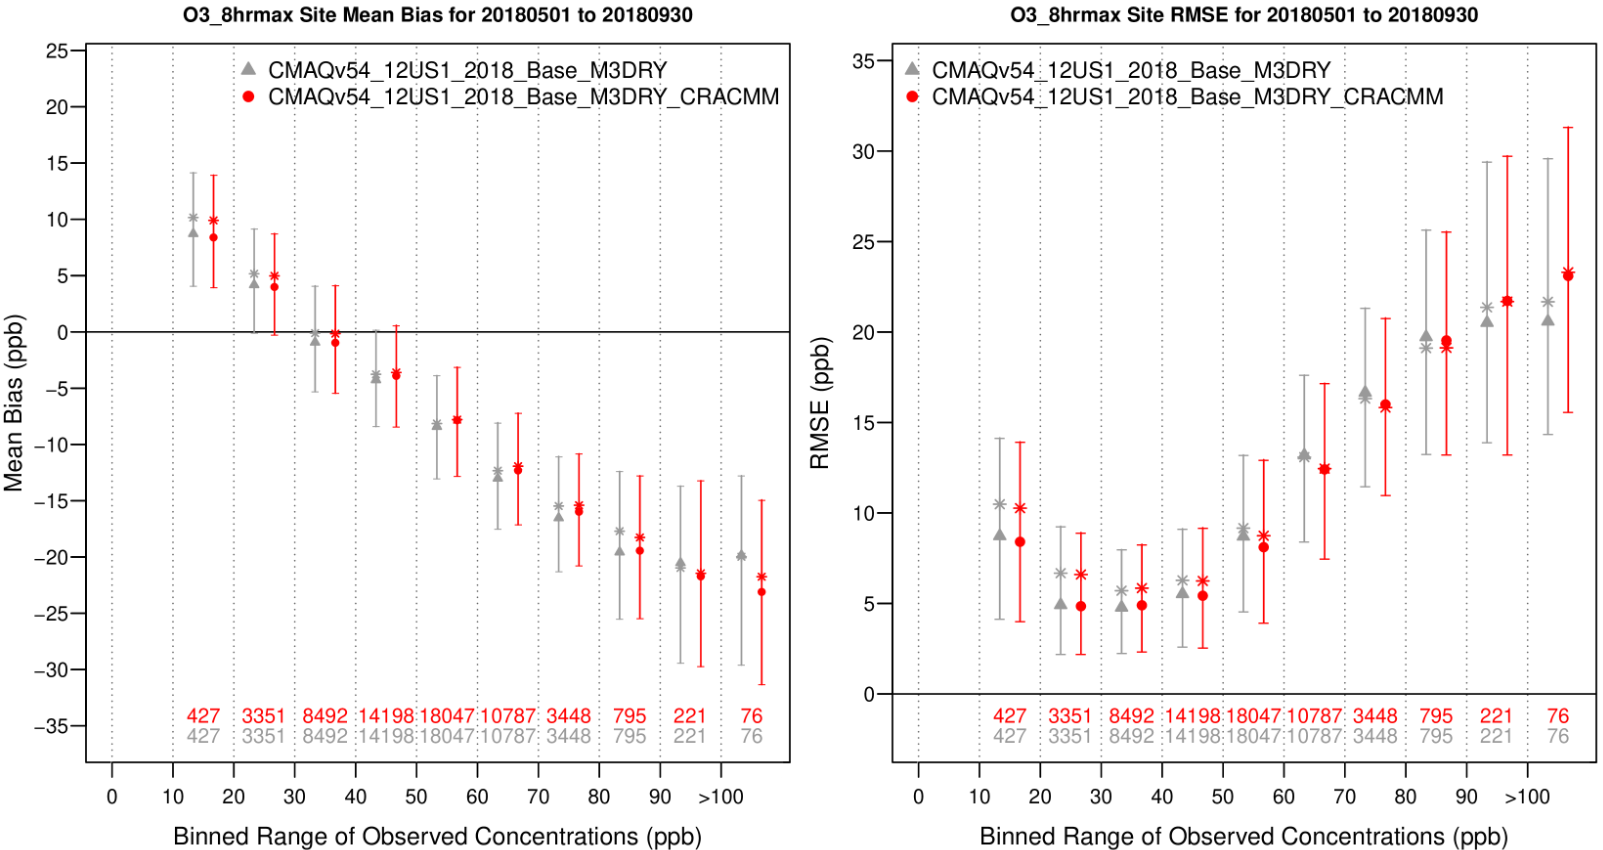 O3_8hrmax Site Mean Bias for 20180501 to 20180930
CMAQv54_12US1_2018_Base_M3DRY
CMAQv54_12US1_2018_Base_M3DRY_CRACMM
Mean Bias (ppb)
25
20
15
10
5
0
−5
−10
−15
−20
−25
−30
−35
427 3351 8492 14198 18047 10787 3448 795 221 76
427 3351 8492 14198 18047 10787 3448 795 221 76
0 10 20 30 40 50 60 70 80 90 >100
Binned Range of Observed Concentrations (ppb)
O3_8hrmax Site RMSE for 20180501 to 20180930
CMAQv54_12US1_2018_Base_M3DRY
CMAQv54_12US1_2018_Base_M3DRY_CRACMM
RMSE (ppb)
35
30
25
20
15
10
5
0
427 3351 8492 14198 18047 10787 3448 795 221 76
427 3351 8492 14198 18047 10787 3448 795 221 76
0 10 20 30 40 50 60 70 80 90 >100
Binned Range of Observed Concentrations (ppb)